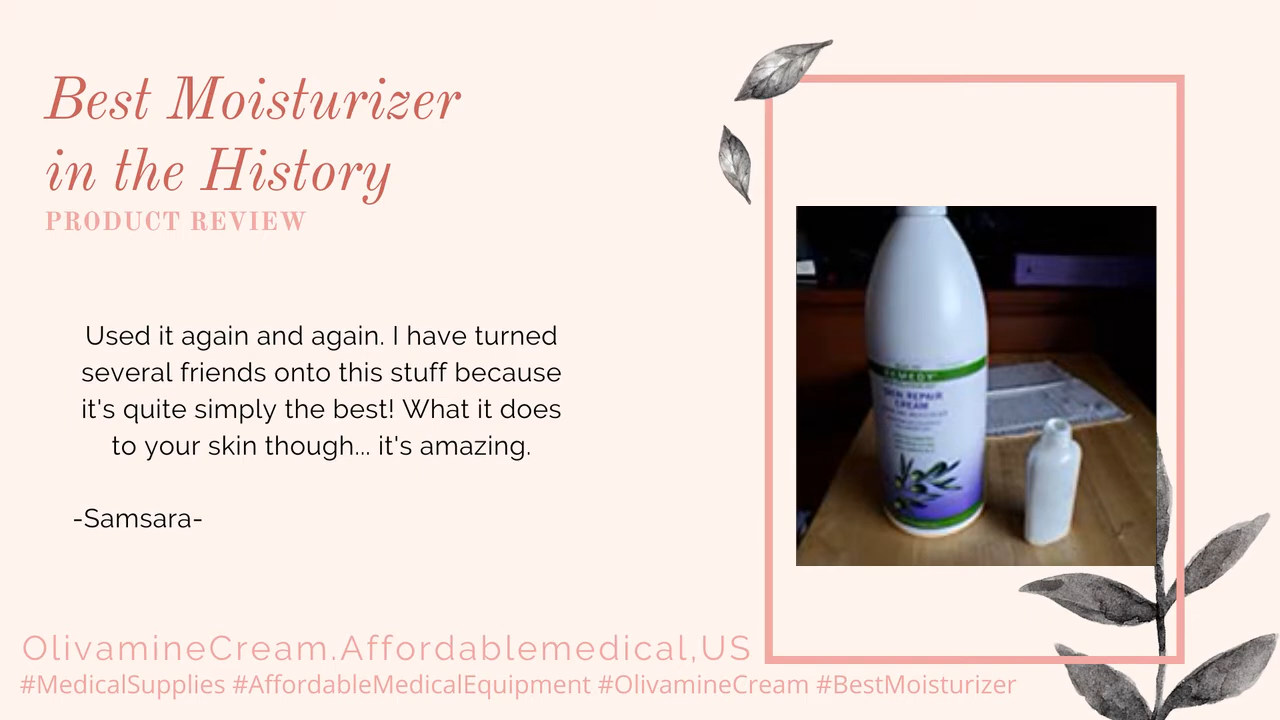 Best Moisturizer
in the History
PRODUCT REVIEW
Used it again and again. I have turned
several friends onto this stuff because
it's quite simply the best! What it does
to your skin though... it's amazing.
-Samsara-
REMEDY
SKIN REPAIR
CREAM
OlivamineCream.Affordablemedical,US
#MedicalSupplies #AffordableMedicalEquipment #OlivamineCream #BestMoisturizer